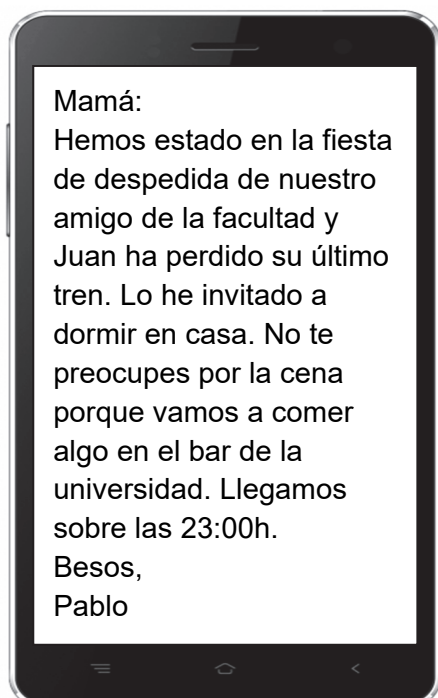 Mamá:
Hemos estado en la fiesta
de despedida de nuestro
amigo de la facultad y
Juan ha perdido su último
tren. Lo he invitado a
dormir en casa. No te
preocupes por la cena
porque vamos a comer
algo en el bar de la
universidad. Llegamos
sobre las 23:00h.
Besos,
Pablo